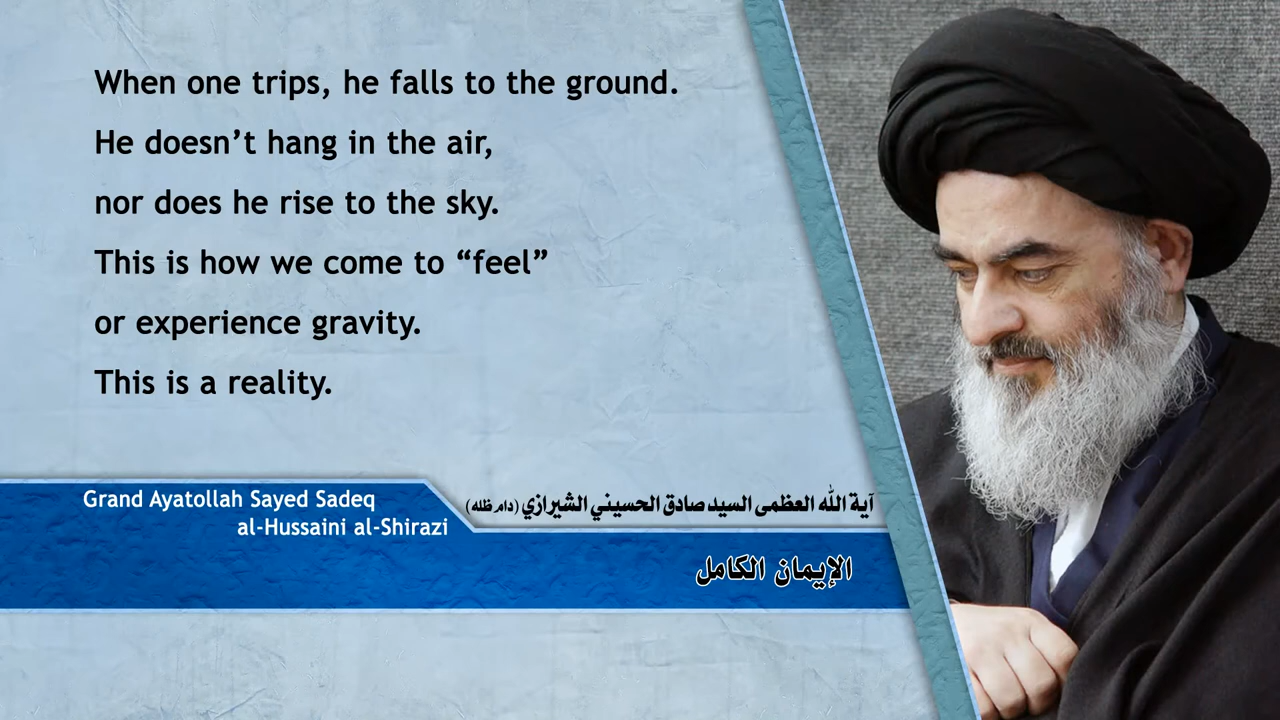 When one trips, he falls to the ground.
He doesn’t hang in the air,
nor does he rise to the sky.
This is how we come to “feel”
or experience gravity.
This is a reality.
Grand Ayatollah Sayed Sadeq
al-Hussaini al-Shirazi
آية الله العظمى السيد صادق الحسيني الشيرازي (دام ظله)
الإيمان الكامل